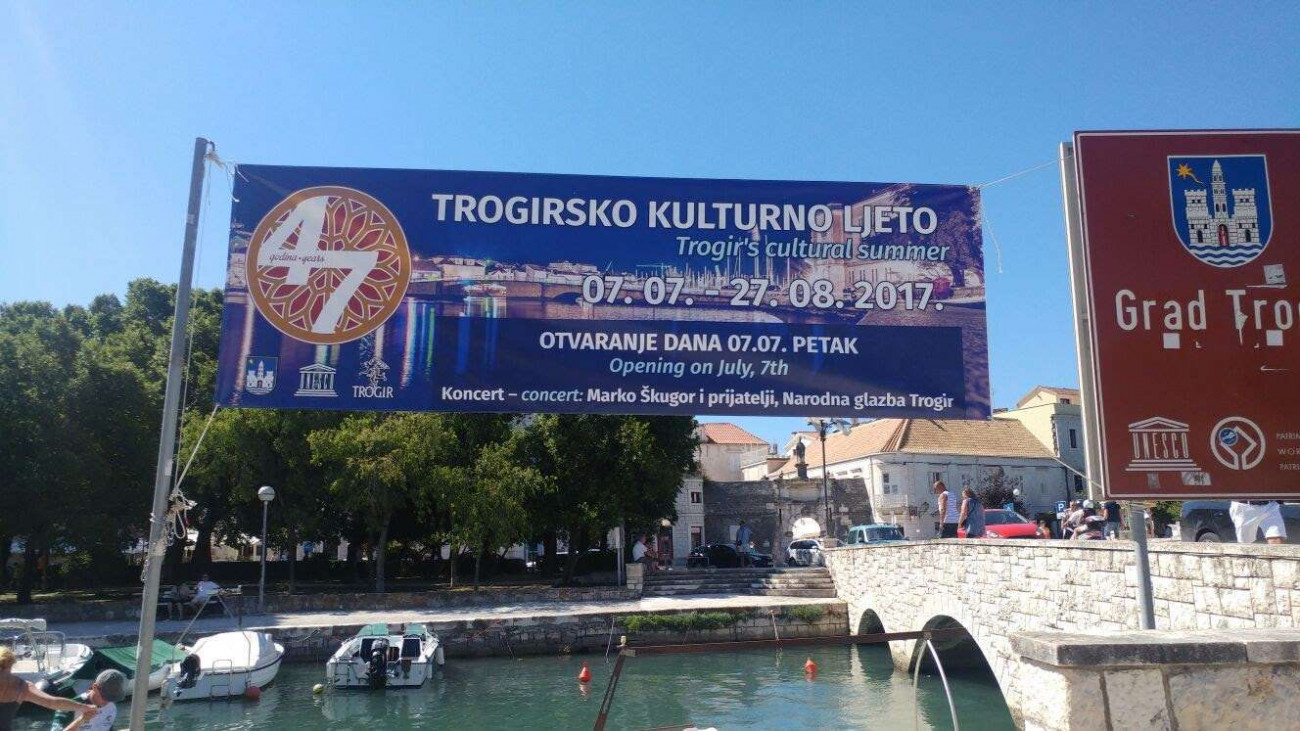 47
godina - years
TROGIR
TROGIRSKO KULTURNO LJETO
Trogir's cultural summer
07. 07. - 27. 08. 2017.
OTVARANJE DANA 07.07. PETAK
Opening on July, 7th
Koncert – concert: Marko Škugor i prijatelji, Narodna glazba Trogir
Grad
UNESCO